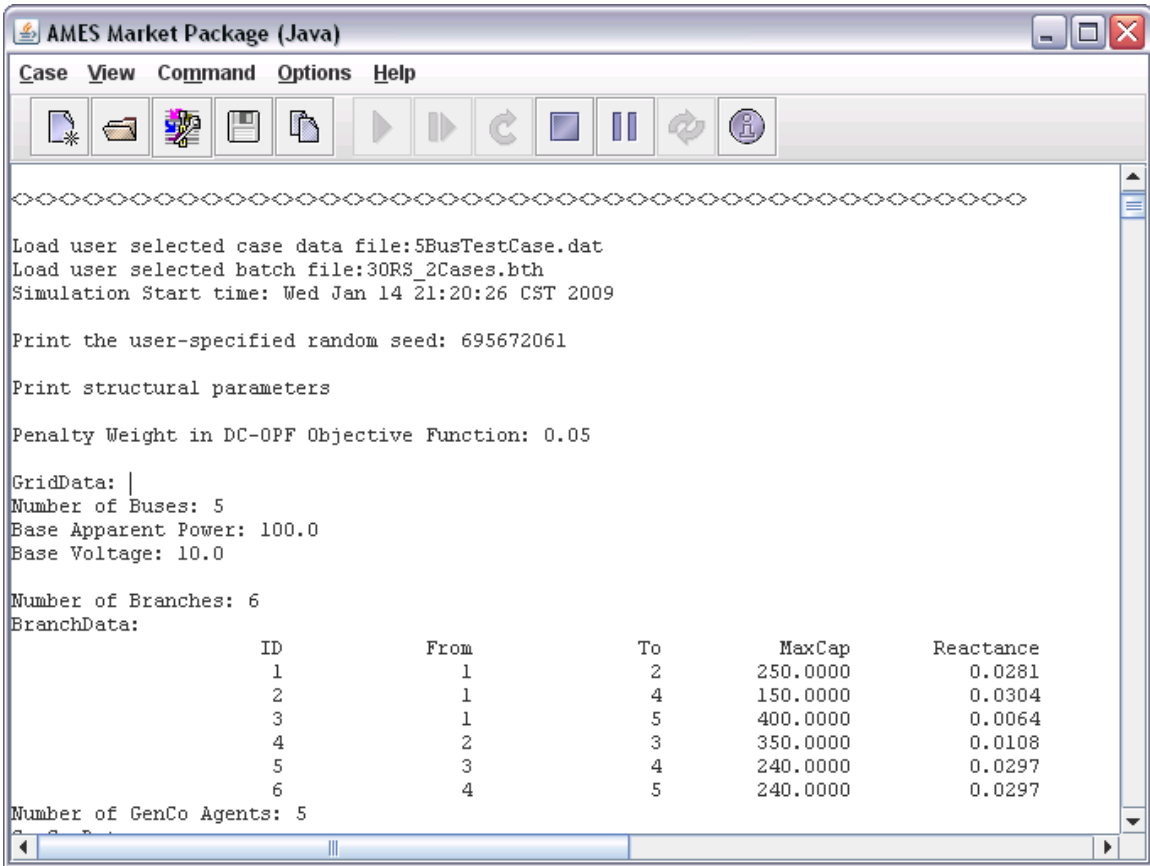 AMES Market Package (Java)
Case View Command Options Help
<><><><><><><><><><><><><><><><><><><><><><><><><><><><><><><><><><><><><><><><><><><>
Load user selected case data file:5BusTestCase.dat
Load user selected batch file:30RS_2Cases.bth
Simulation Start time: Wed Jan 14 21:20:26 CST 2009
Print the user-specified random seed: 695672061
Print structural parameters
Penalty Weight in DC-OPF Objective Function: 0.05
GridData:
Number of Buses: 5
Base Apparent Power: 100.0
Base Voltage: 10.0
Number of Branches: 6
BranchData:
ID From To MaxCap Reactance
1 1 2 250.0000 0.0281
2 1 4 150.0000 0.0304
3 1 5 400.0000 0.0064
4 2 3 350.0000 0.0108
5 3 4 240.0000 0.0297
6 4 5 240.0000 0.0297
Number of GenCo Agents: 5